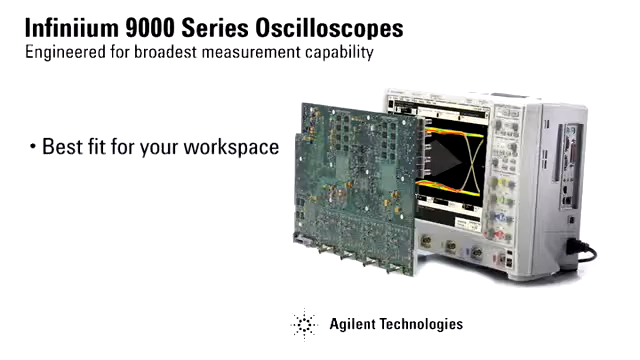 Infiniium 9000 Series Oscilloscopes
Engineered for broadest measurement capability
• Best fit for your workspace
Agilent Technologies